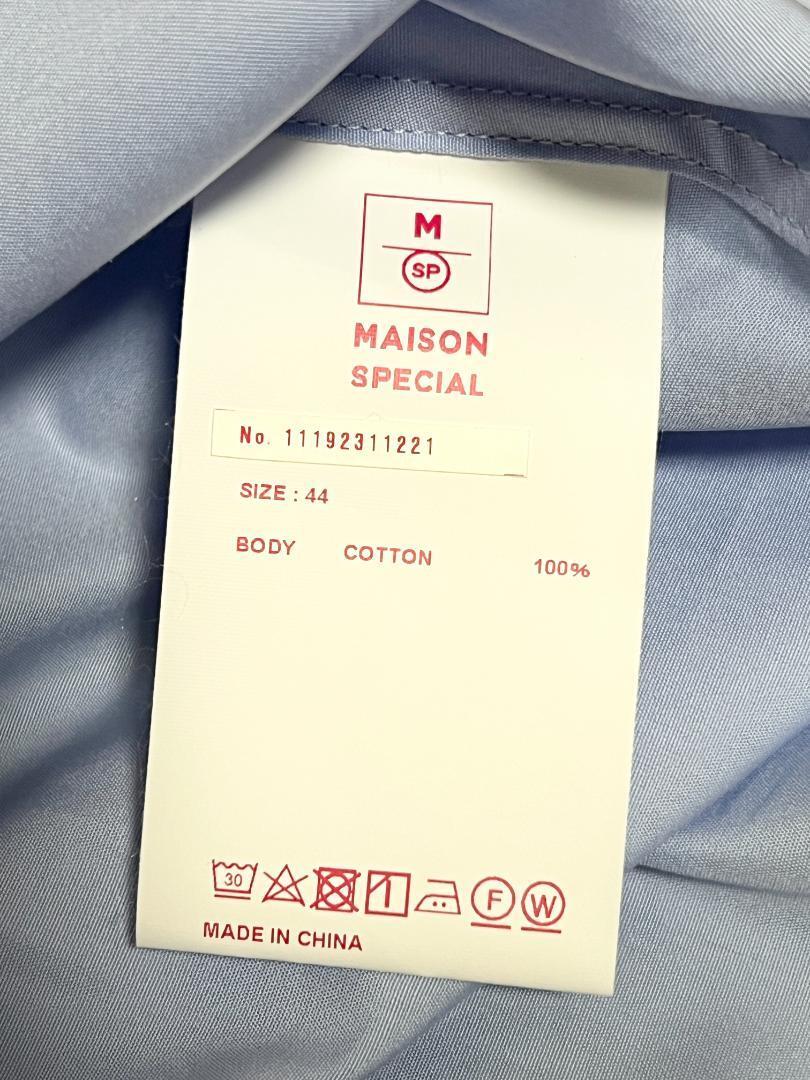 M
SP
MAISON
SPECIAL
No. 11192311221
SIZE : 44
BODY COTTON 100%
30 F W
MADE IN CHINA